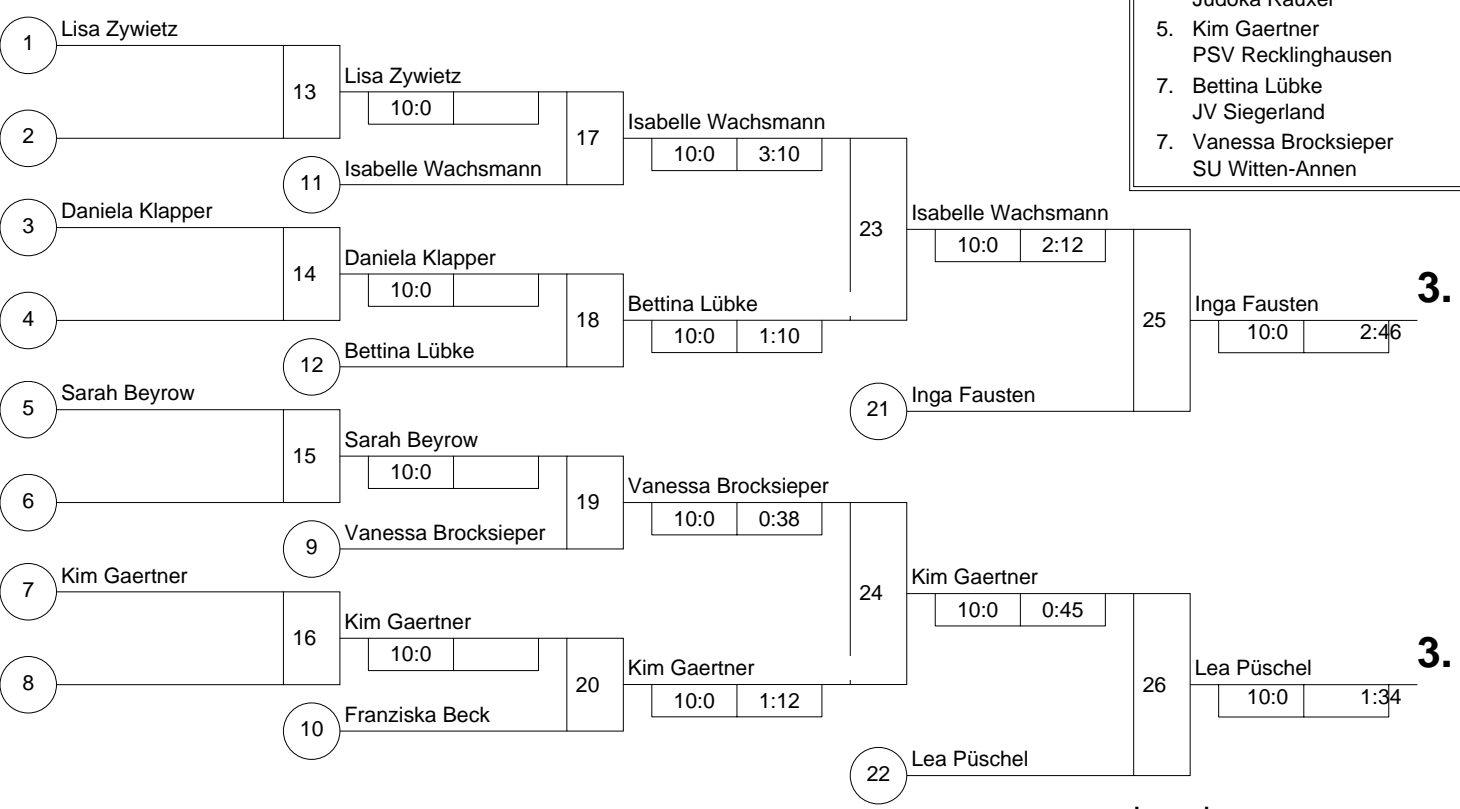 Judoka Rauxel
5. Kim Gaertner
PSV Recklinghausen
7. Bettina Lübke
JV Siegerland
7. Vanessa Brocksieper
SU Witten-Annen
1 Lisa Zywietz
13 Lisa Zywietz
10:0
2
17 Isabelle Wachsmann
10:0 3:10
11 Isabelle Wachsmann
3 Daniela Klapper
23 Isabelle Wachsmann
10:0 2:12
14 Daniela Klapper
10:0
4
18 Bettina Lübke
10:0 1:10
25 Inga Fausten 3.
10:0 2:46
12 Bettina Lübke
5 Sarah Beyrow
21 Inga Fausten
15 Sarah Beyrow
10:0
6
19 Vanessa Brocksieper
10:0 0:38
9 Vanessa Brocksieper
7 Kim Gaertner
24 Kim Gaertner
10:0 0:45
16 Kim Gaertner
10:0
8
20 Kim Gaertner
10:0 1:12
26 Lea Püschel 3.
10:0 1:34
10 Franziska Beck
22 Lea Püschel